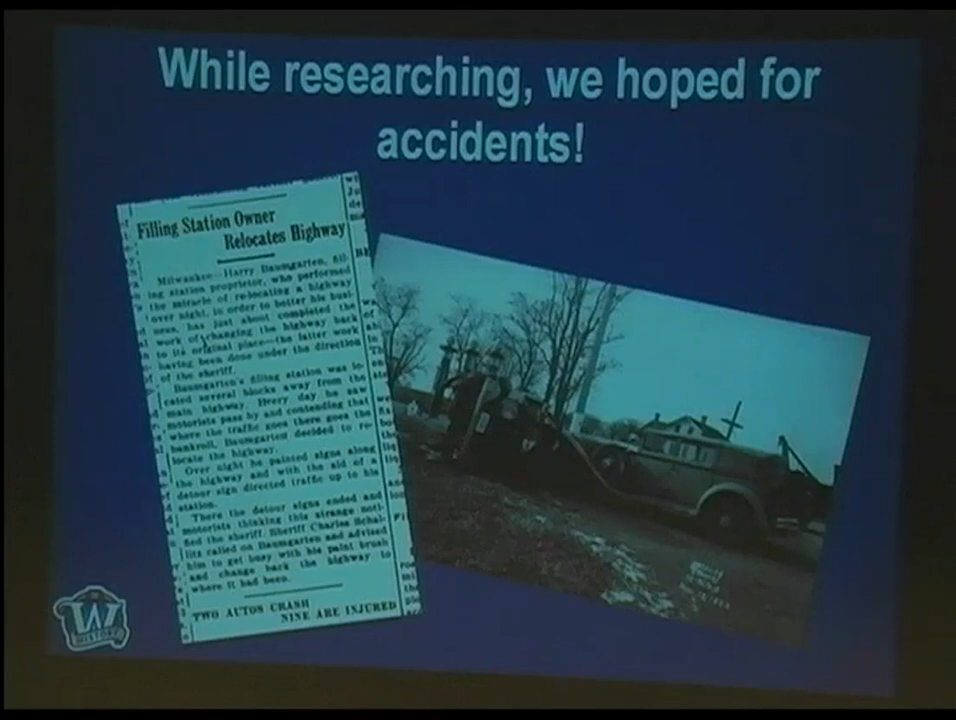 While researching, we hoped for
accidents!
Filling Station Owner
Relocates Highway
Milwaukee—Harry Baumgarten, fill-
ing station proprietor, who performed
the miracle of re-locating a highway
over night, in order to better his busi-
ness, has just about completed the
work of changing the highway back
to its original place—the latter work
having been done under the direction
of the sheriff.
Baumgarten's filling station was lo-
cated several blocks away from the
main highway. Every day he saw
motorists pass by and contending that
where the traffic goes there goes the
bankroll, Baumgarten decided to re-
locate the highway.
Over night he painted signs along
the highway and with the aid of a
detour sign directed traffic up to his
station.
There the detour signs ended and
motorists thinking this strange noti-
fied the sheriff. Sheriff Charles Schal-
litz called on Baumgarten and advised
him to get busy with his paint brush
and change back the highway to
where it had been.
TWO AUTOS CRASH
NINE ARE INJURED
W
HISTORY